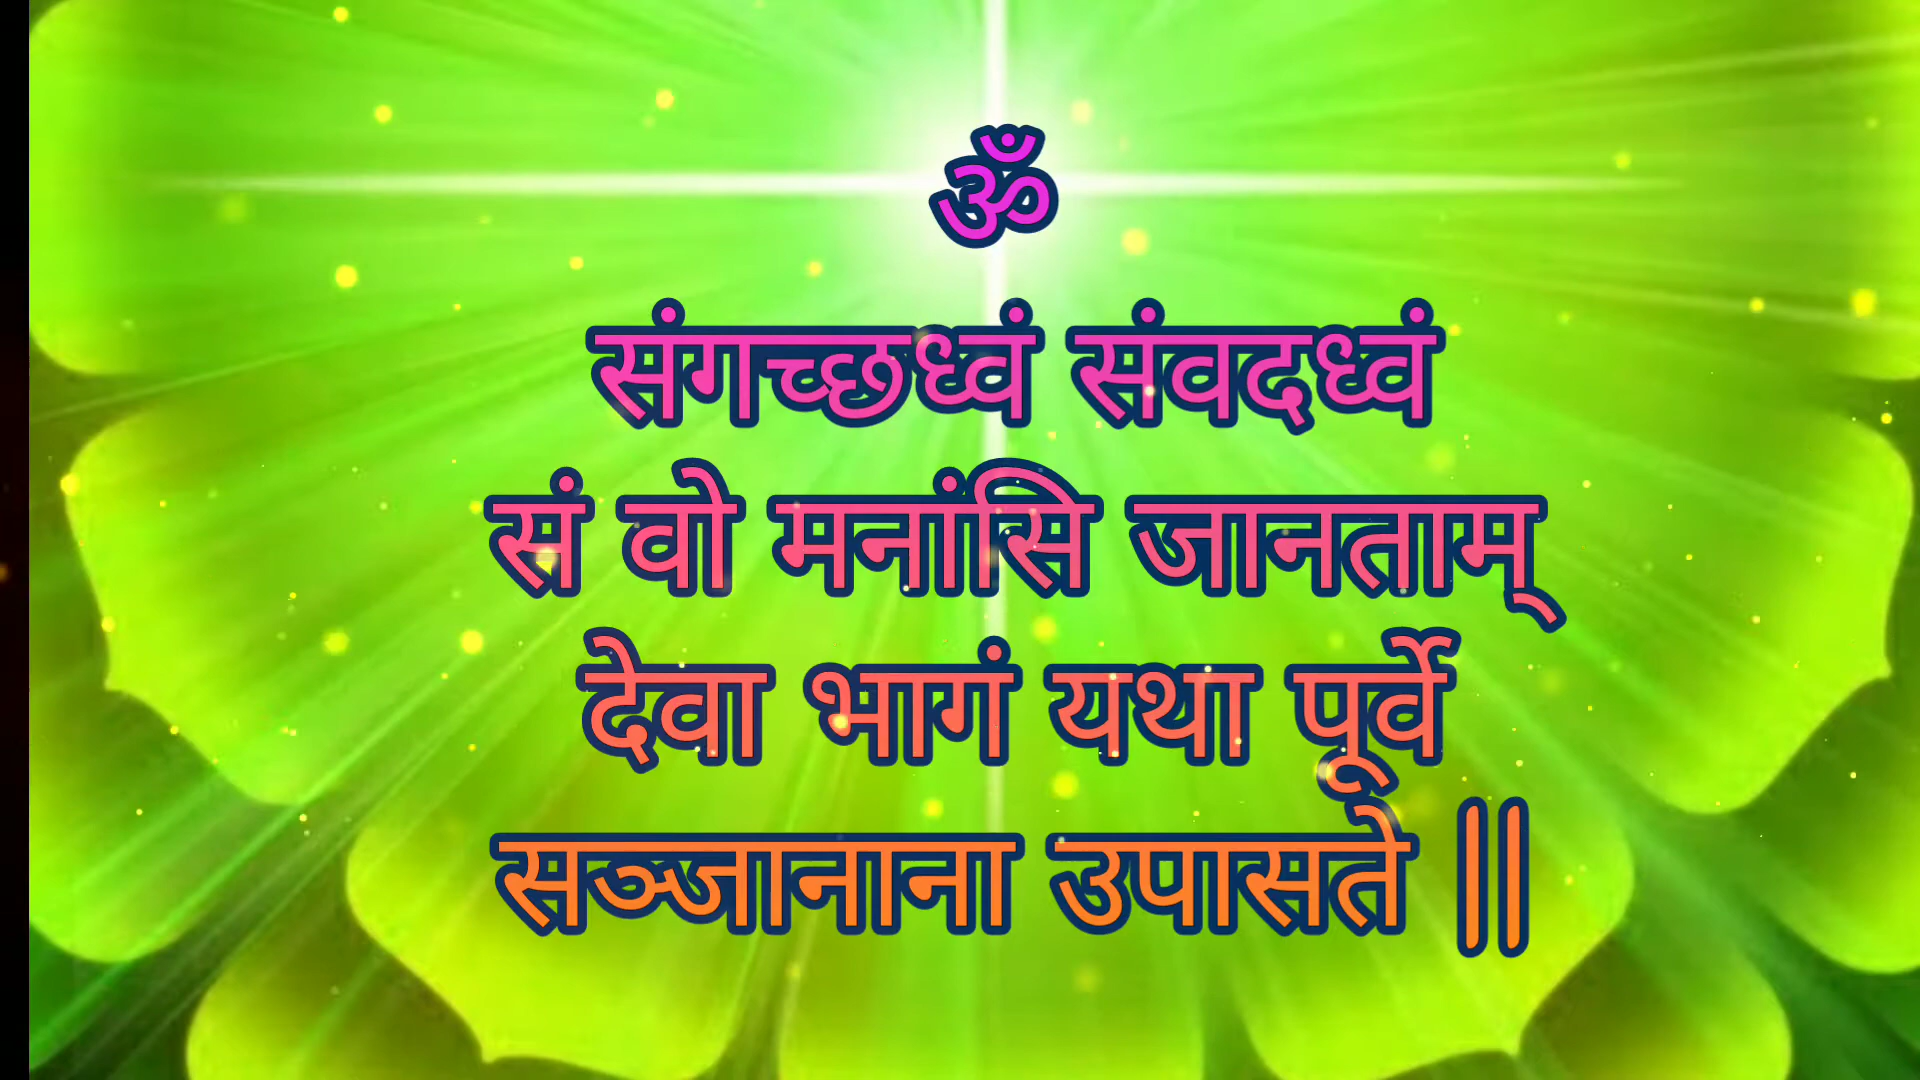 ॐ
संगच्छध्वं संवदध्वं
सं वो मनांसि जानताम्
देवा भागं यथा पूर्वे
सञ्जानाना उपासते ||